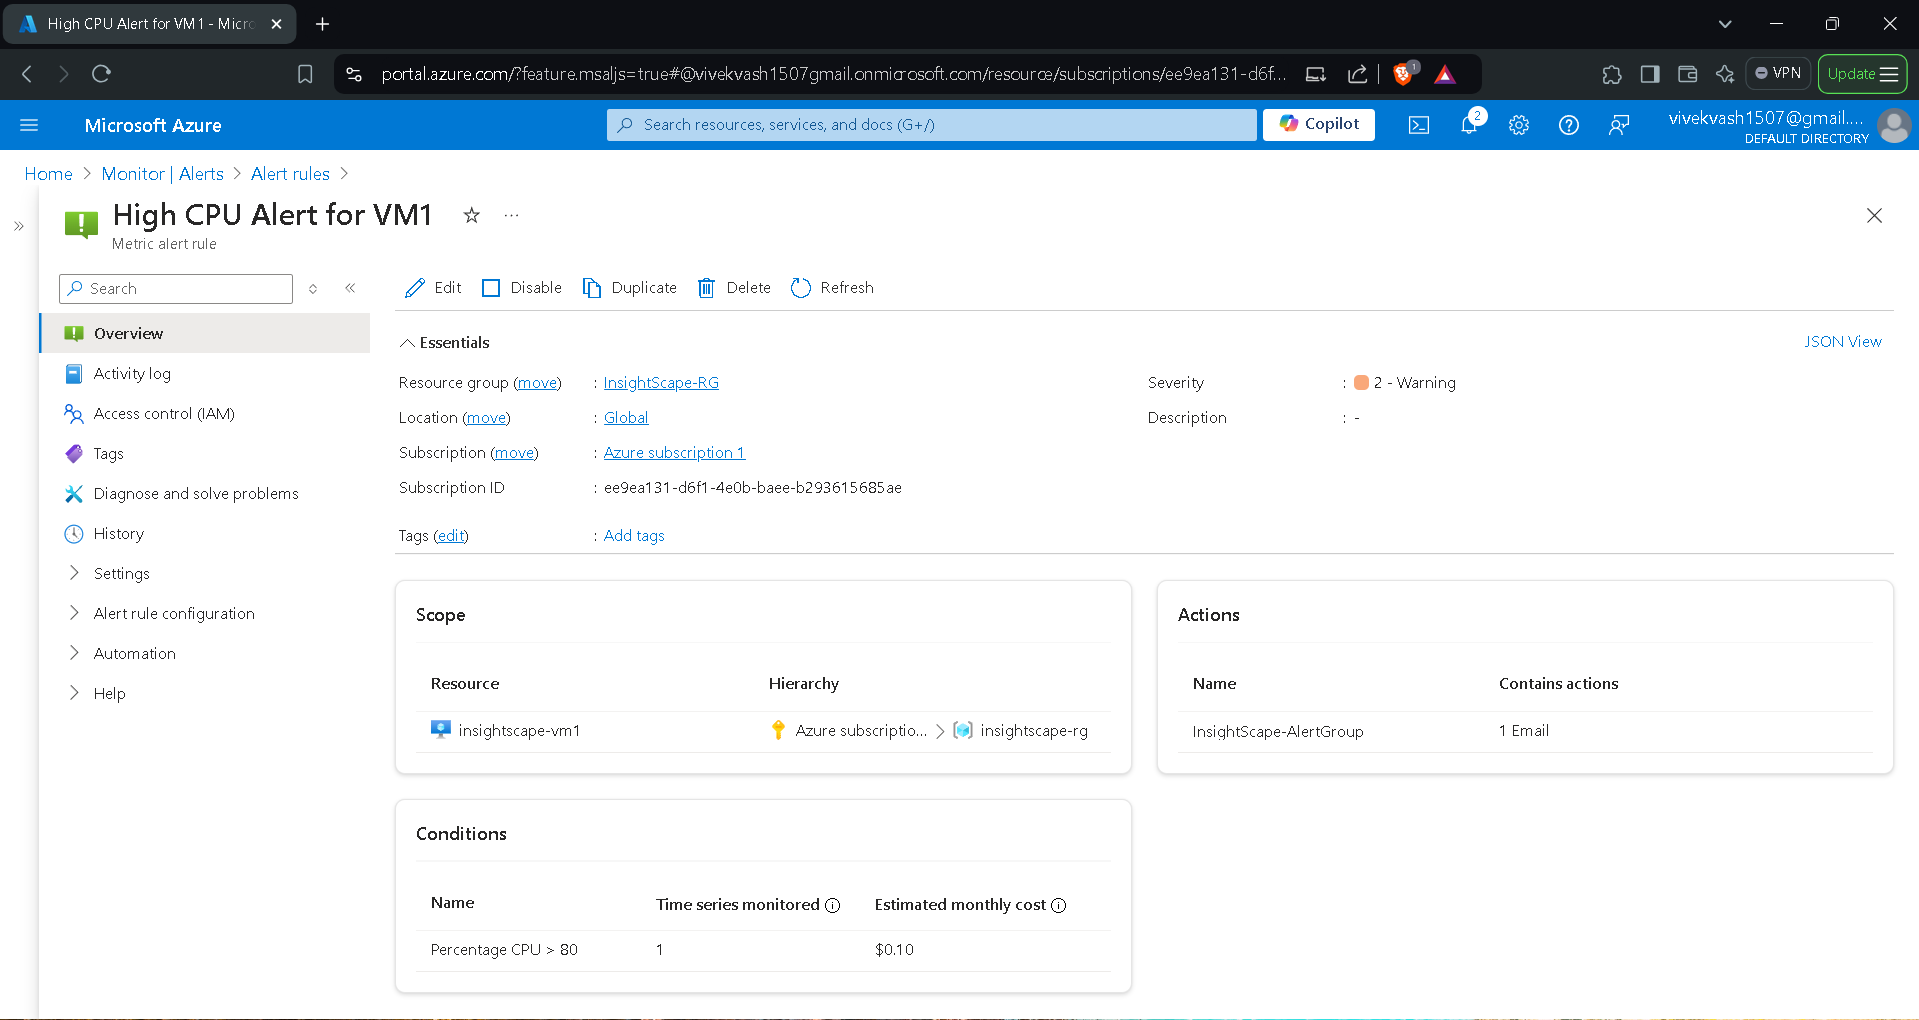 High CPU Alert for VM1 - Micro
portal.azure.com/?feature.msaljs=true#@vivekvash1507gmail.onmicrosoft.com/resource/subscriptions/ee9ea131-d6f...
1
VPN
Update
Microsoft Azure
Search resources, services, and docs (G+/)
Copilot
2
vivekvash1507@gmail....
DEFAULT DIRECTORY
Home > Monitor | Alerts > Alert rules >
High CPU Alert for VM1
Metric alert rule
Search
Edit
Disable
Duplicate
Delete
Refresh
Overview
Activity log
Access control (IAM)
Tags
Diagnose and solve problems
History
Settings
Alert rule configuration
Automation
Help
Essentials
JSON View
Resource group (move) : InsightScape-RG
Location (move) : Global
Subscription (move) : Azure subscription 1
Subscription ID : ee9ea131-d6f1-4e0b-baee-b293615685ae
Tags (edit) : Add tags
Severity : 2 - Warning
Description : -
Scope
Resource Hierarchy
insightscape-vm1 Azure subscriptio... > insightscape-rg
Actions
Name Contains actions
InsightScape-AlertGroup 1 Email
Conditions
Name Time series monitored Estimated monthly cost
Percentage CPU > 80 1 $0.10